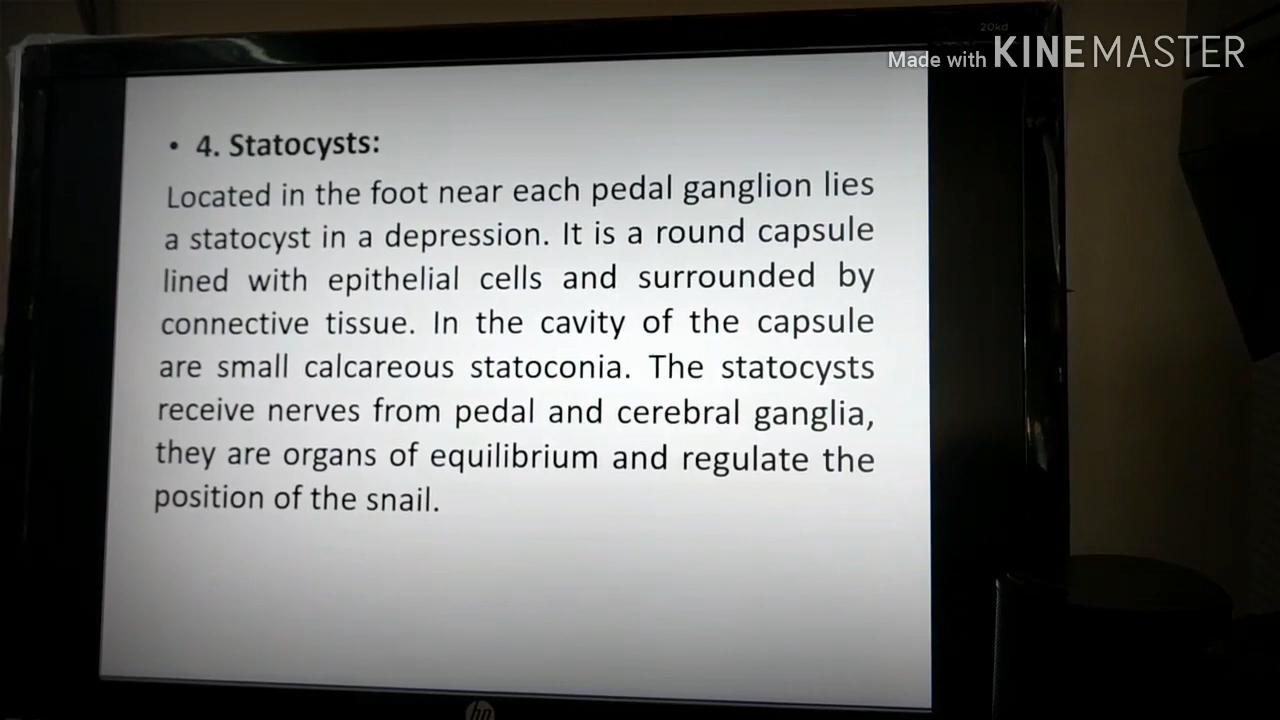 20kd
Made with KINEMASTER
• 4. Statocysts:
Located in the foot near each pedal ganglion lies
a statocyst in a depression. It is a round capsule
lined with epithelial cells and surrounded by
connective tissue. In the cavity of the capsule
are small calcareous statoconia. The statocysts
receive nerves from pedal and cerebral ganglia,
they are organs of equilibrium and regulate the
position of the snail.
hp